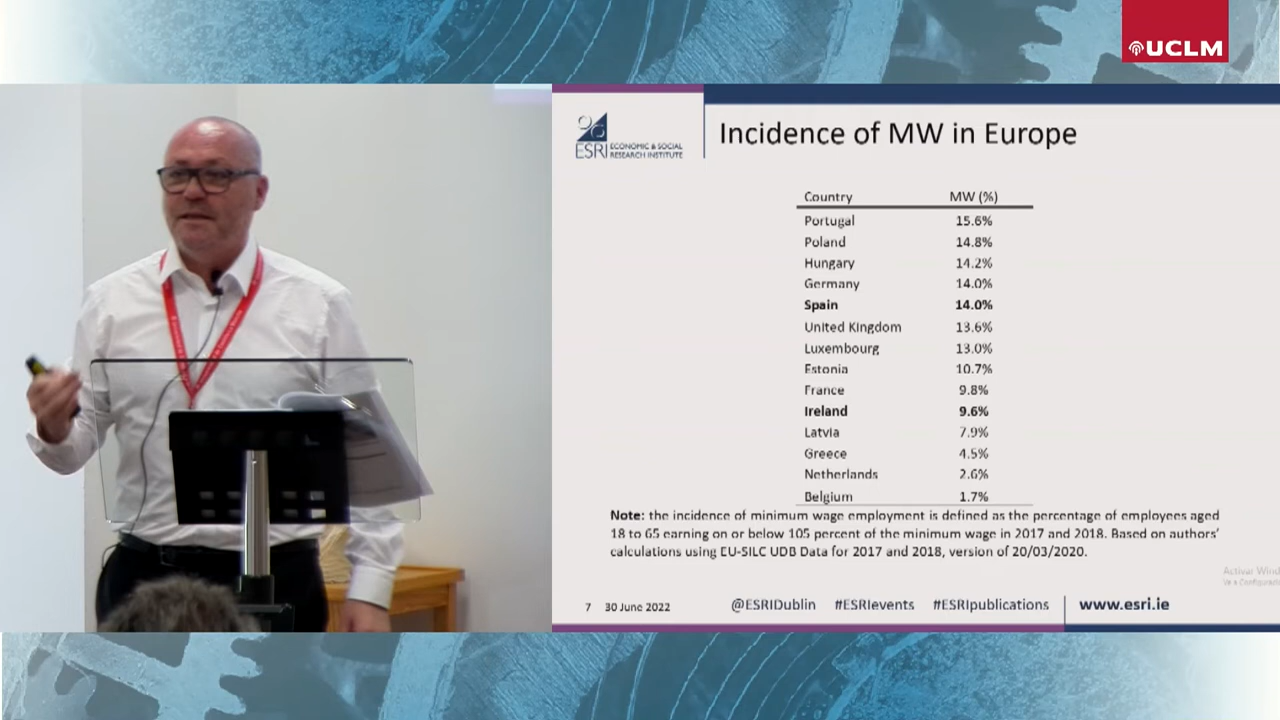 UCLM
ESRI ECONOMIC & SOCIAL
RESEARCH INSTITUTE
Incidence of MW in Europe
Country MW (%)
Portugal 15.6%
Poland 14.8%
Hungary 14.2%
Germany 14.0%
Spain 14.0%
United Kingdom 13.6%
Luxembourg 13.0%
Estonia 10.7%
France 9.8%
Ireland 9.6%
Latvia 7.9%
Greece 4.5%
Netherlands 2.6%
Belgium 1.7%
Note: the incidence of minimum wage employment is defined as the percentage of employees aged
18 to 65 earning on or below 105 percent of the minimum wage in 2017 and 2018. Based on authors'
calculations using EU-SILC UDB Data for 2017 and 2018, version of 20/03/2020.
Activar Wind
7 30 June 2022 @ESRIDublin #ESRIevents #ESRIpublications www.esri.ie